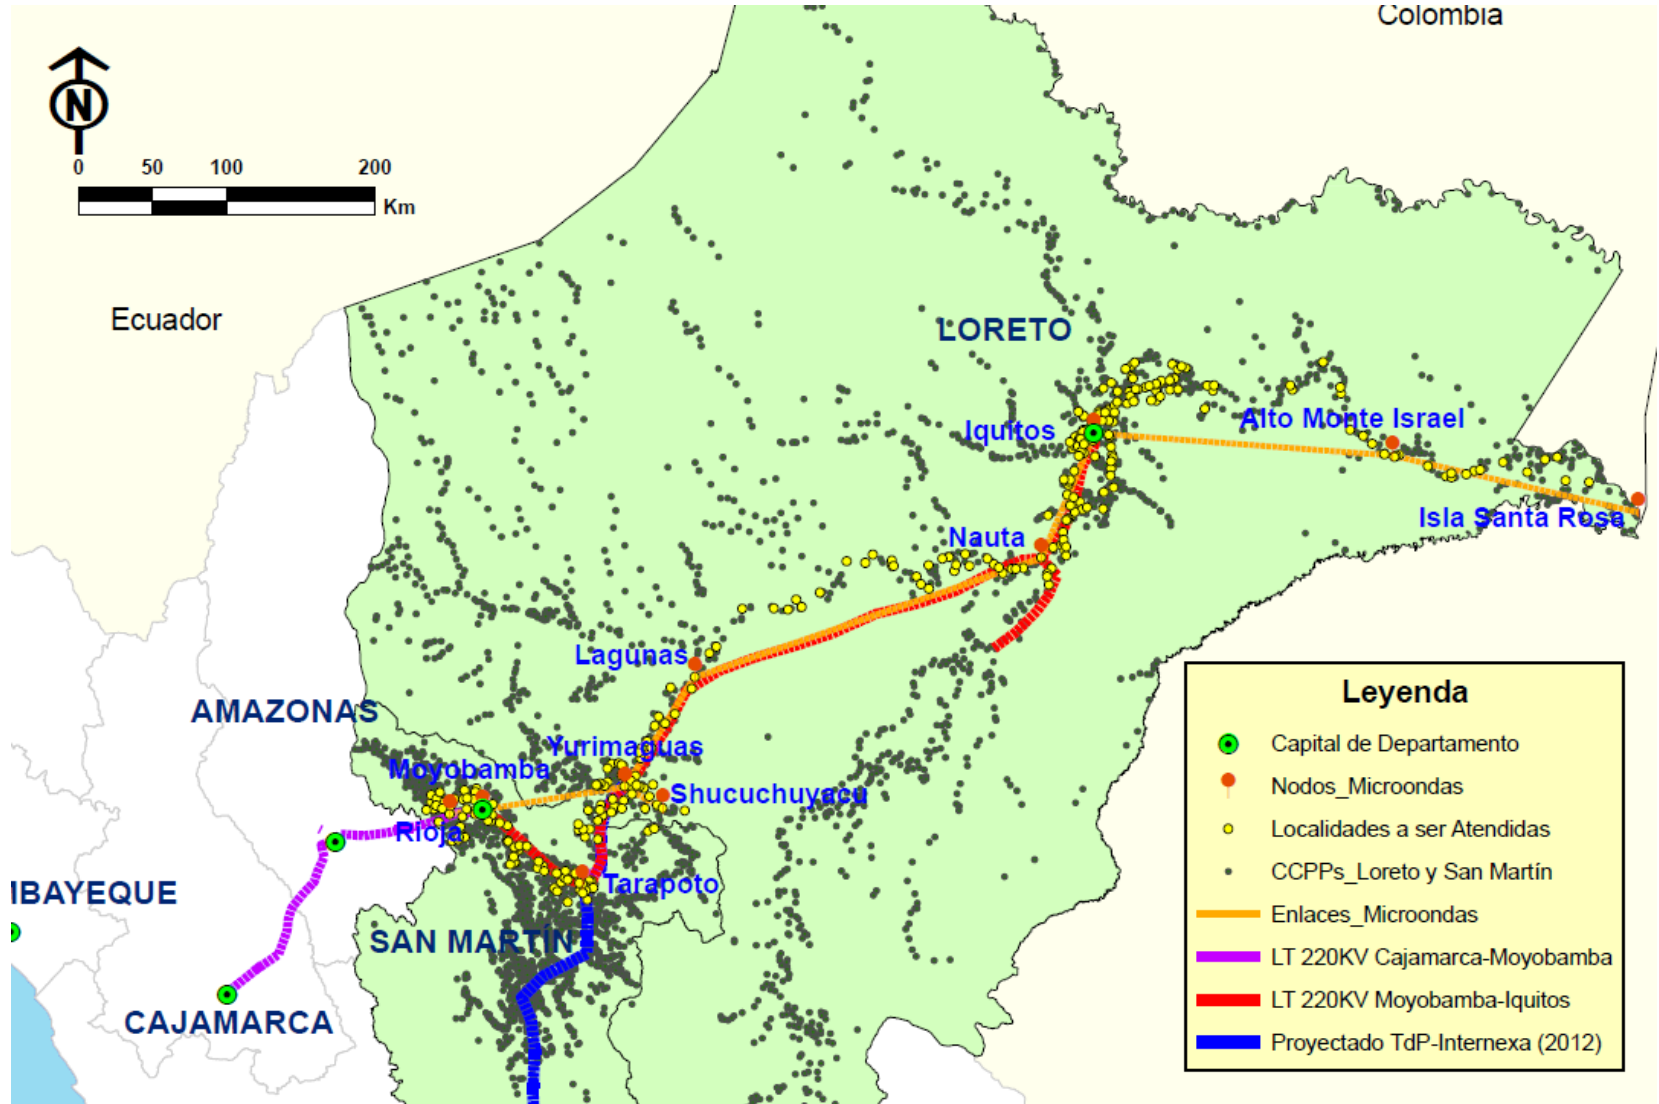 Colombia
N
0 50 100 200
Km
Ecuador
LORETO
Iquitos
Alto Monte Israel
Isla Santa Rosa
Nauta
Lagunas
AMAZONAS
Yurimaguas
Moyobamba
Shucuchuyacu
Rioja
Tarapoto
MBAYEQUE
SAN MARTÍN
CAJAMARCA
Leyenda
Capital de Departamento
Nodos_Microondas
Localidades a ser Atendidas
CCPPs_Loreto y San Martín
Enlaces_Microondas
LT 220KV Cajamarca-Moyobamba
LT 220KV Moyobamba-Iquitos
Proyectado TdP-Internexa (2012)